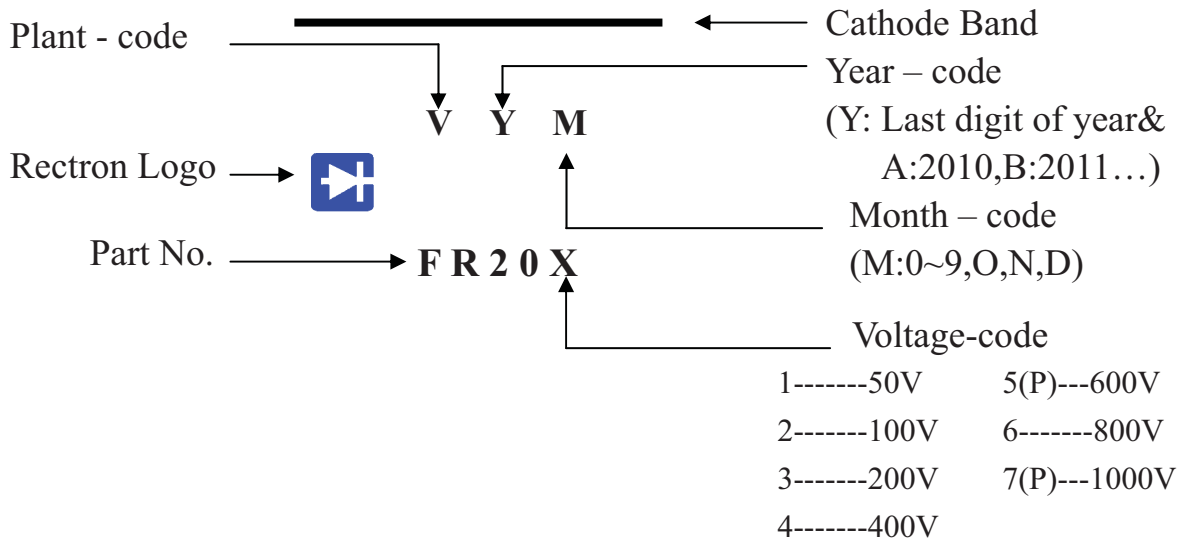 Plant - code
Cathode Band
Year – code
(Y: Last digit of year&
A:2010,B:2011…)
V Y M
Rectron Logo
Month – code
(M:0~9,O,N,D)
Part No.
F R 2 0 X
Voltage-code
1-------50V 5(P)---600V
2-------100V 6-------800V
3-------200V 7(P)---1000V
4-------400V